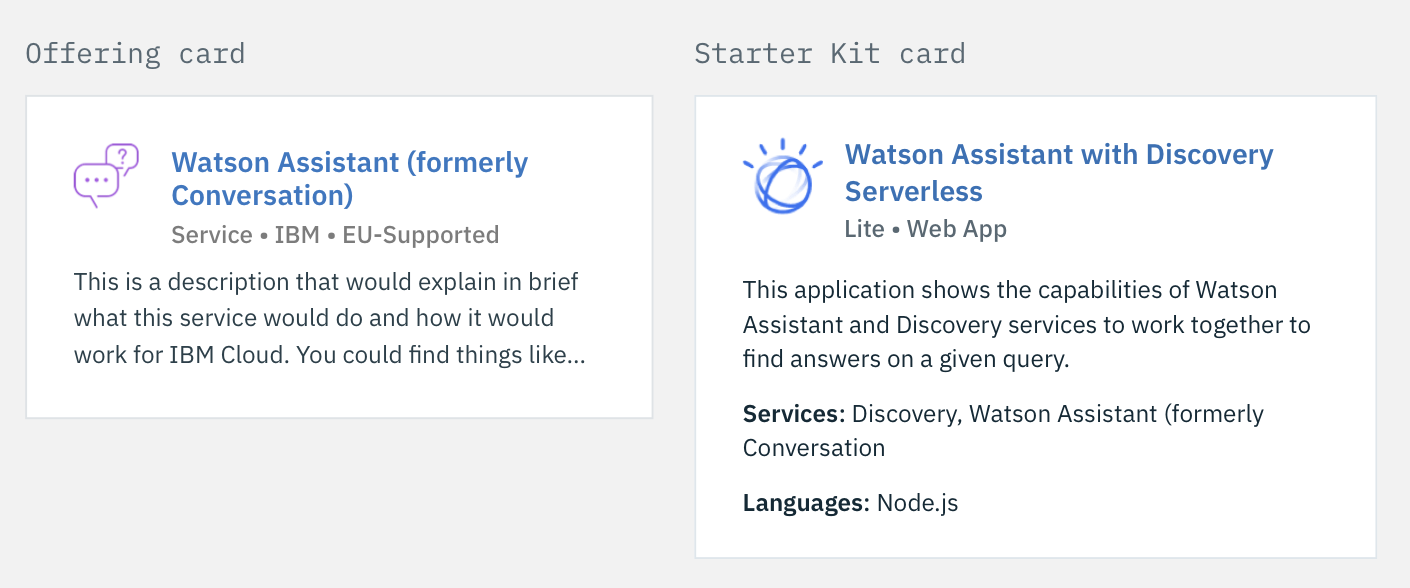 Offering card
Watson Assistant (formerly
Conversation)
Service • IBM • EU-Supported
This is a description that would explain in brief
what this service would do and how it would
work for IBM Cloud. You could find things like...
Starter Kit card
Watson Assistant with Discovery
Serverless
Lite • Web App
This application shows the capabilities of Watson
Assistant and Discovery services to work together to
find answers on a given query.
Services: Discovery, Watson Assistant (formerly
Conversation
Languages: Node.js